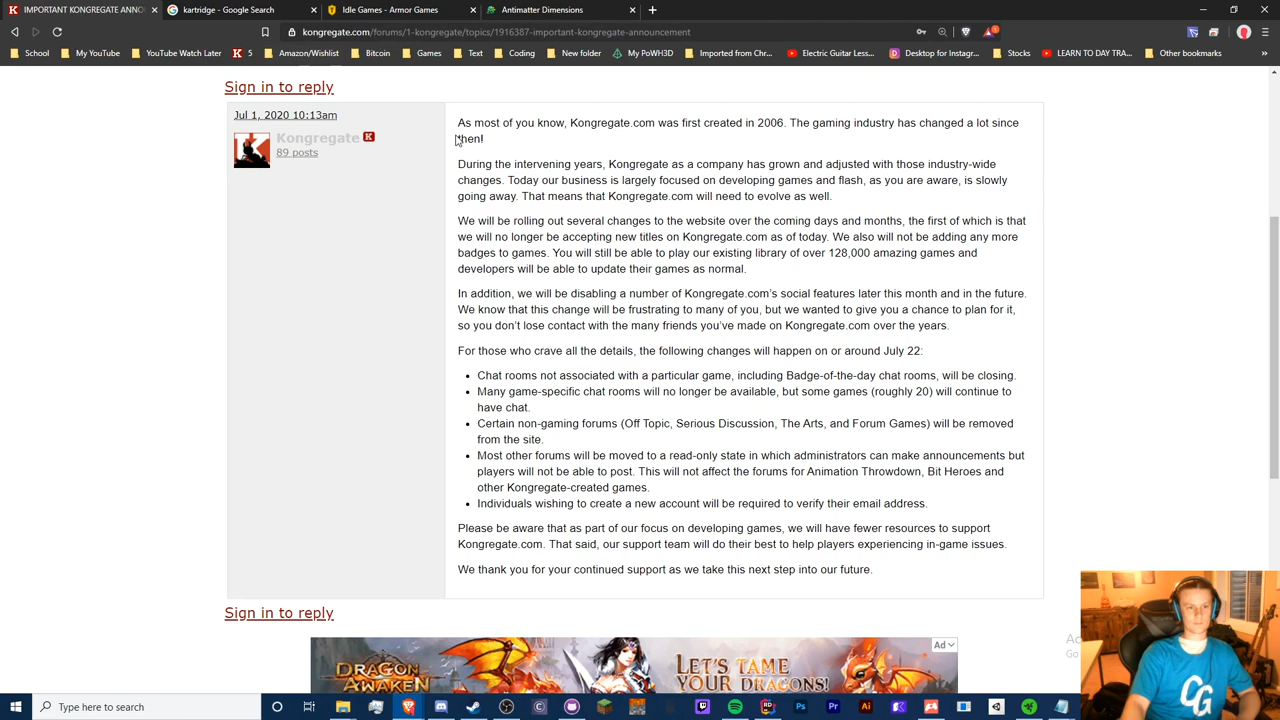 IMPORTANT KONGREGATE ANNO
kartridge - Google Search
Idle Games - Armor Games
Antimatter Dimensions
kongregate.com/forums/1-kongregate/topics/1916387-important-kongregate-announcement
School
My YouTube
YouTube Watch Later
K 5
Amazon/Wishlist
Bitcoin
Games
Text
Coding
New folder
My PoWH3D
Imported from Chr...
Electric Guitar Less...
Desktop for Instag...
Stocks
LEARN TO DAY TRA...
Other bookmarks
Sign in to reply
Jul 1, 2020 10:13am
Kongregate K
89 posts
As most of you know, Kongregate.com was first created in 2006. The gaming industry has changed a lot since
then!
During the intervening years, Kongregate as a company has grown and adjusted with those industry-wide
changes. Today our business is largely focused on developing games and flash, as you are aware, is slowly
going away. That means that Kongregate.com will need to evolve as well.
We will be rolling out several changes to the website over the coming days and months, the first of which is that
we will no longer be accepting new titles on Kongregate.com as of today. We also will not be adding any more
badges to games. You will still be able to play our existing library of over 128,000 amazing games and
developers will be able to update their games as normal.
In addition, we will be disabling a number of Kongregate.com's social features later this month and in the future.
We know that this change will be frustrating to many of you, but we wanted to give you a chance to plan for it,
so you don't lose contact with the many friends you've made on Kongregate.com over the years.
For those who crave all the details, the following changes will happen on or around July 22:
• Chat rooms not associated with a particular game, including Badge-of-the-day chat rooms, will be closing.
• Many game-specific chat rooms will no longer be available, but some games (roughly 20) will continue to
have chat.
• Certain non-gaming forums (Off Topic, Serious Discussion, The Arts, and Forum Games) will be removed
from the site.
• Most other forums will be moved to a read-only state in which administrators can make announcements but
players will not be able to post. This will not affect the forums for Animation Throwdown, Bit Heroes and
other Kongregate-created games.
• Individuals wishing to create a new account will be required to verify their email address.
Please be aware that as part of our focus on developing games, we will have fewer resources to support
Kongregate.com. That said, our support team will do their best to help players experiencing in-game issues.
We thank you for your continued support as we take this next step into our future.
Sign in to reply
Ad
DRAGON
AWAKEN
LET'S TAME
YOUR DRAGONS!
Ac
Go
CG
Type here to search